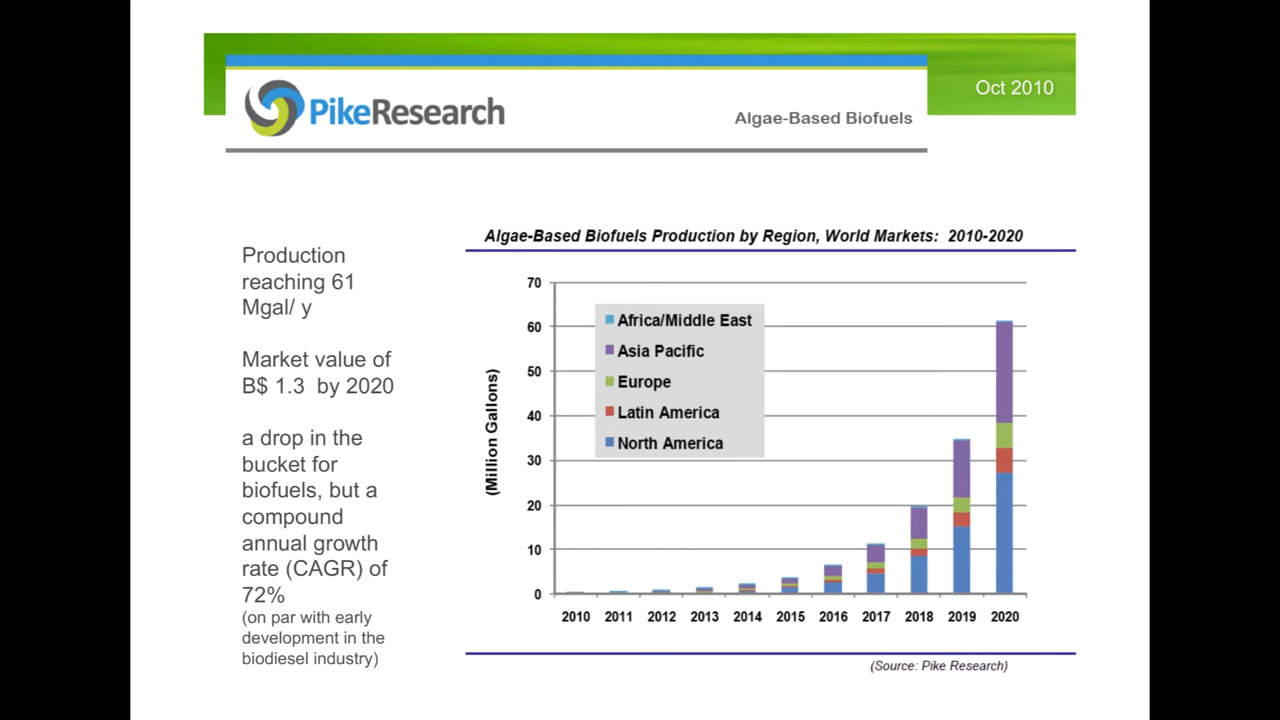 Oct 2010
PikeResearch
Algae-Based Biofuels
Algae-Based Biofuels Production by Region, World Markets:  2010-2020
Production
reaching 61
Mgal/ y
Market value of
B$ 1.3  by 2020
a drop in the
bucket for
biofuels, but a
compound
annual growth
rate (CAGR) of
72%
(on par with early
development in the
biodiesel industry)
(Million Gallons)
70
60
50
40
30
20
10
0
Africa/Middle East
Asia Pacific
Europe
Latin America
North America
2010 2011 2012 2013 2014 2015 2016 2017 2018 2019 2020
(Source: Pike Research)